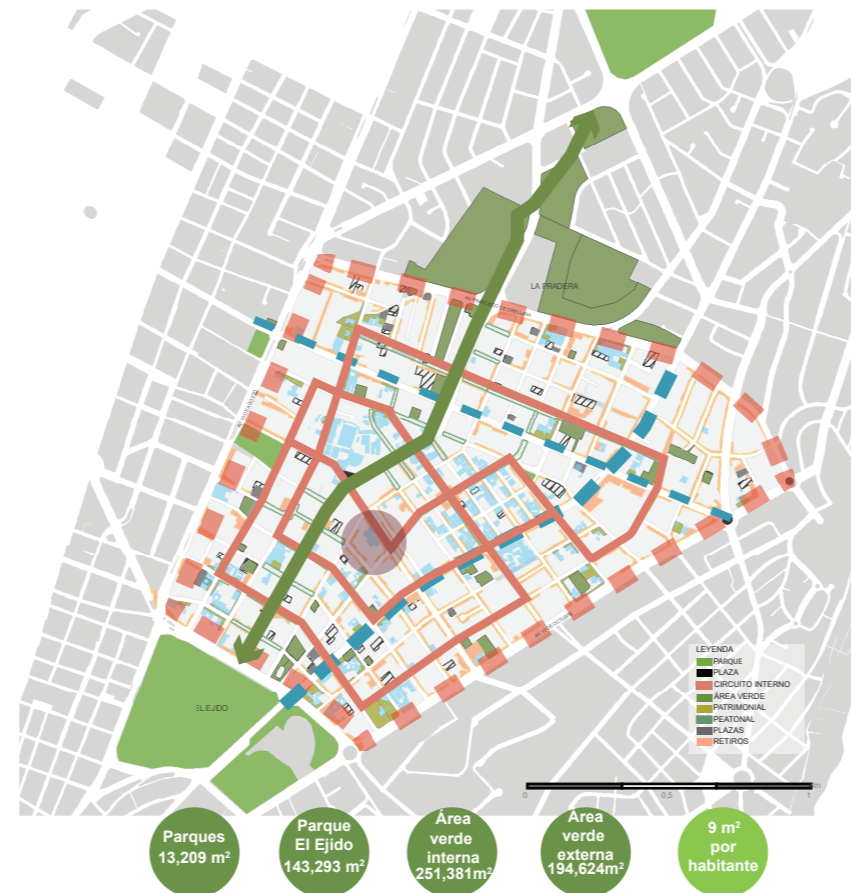 LA PRADERA
EL EJIDO
LEYENDA
PARQUE
PLAZA
CIRCUITO INTERNO
ÁREA VERDE
PATRIMONIAL
PEATONAL
PLAZAS
RETIROS
0
0,5
1
Parques
13,209 m²
Parque
El Ejido
143,293 m²
Área
verde
interna
251,381m²
Área
verde
externa
194,624m²
9 m²
por
habitante